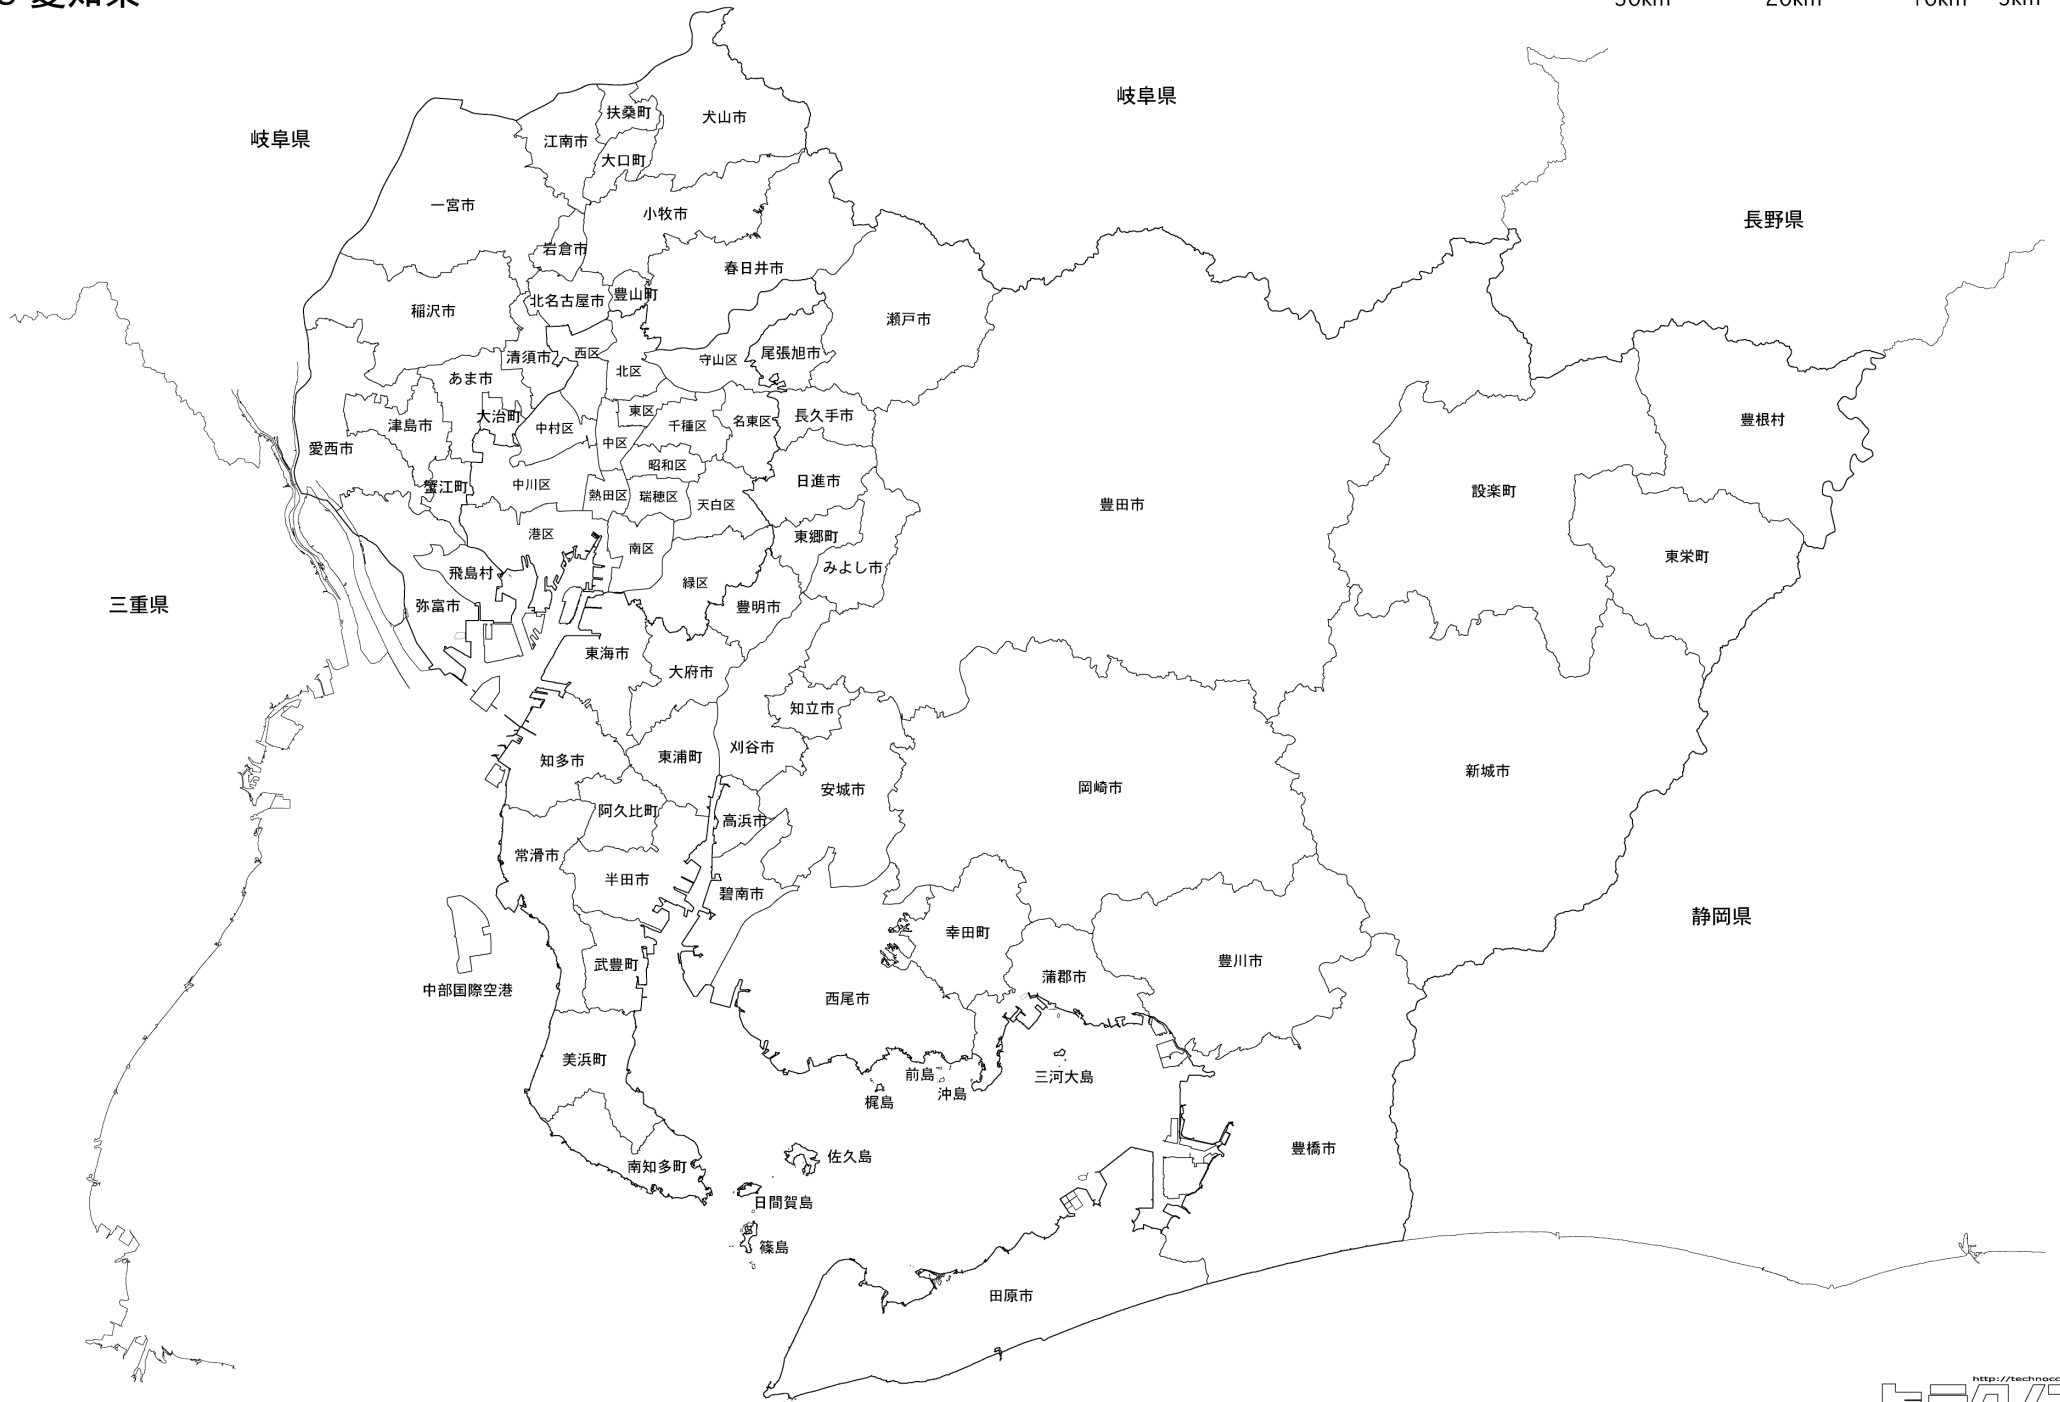 愛知県
30km 20km 10km 5km
岐阜県
岐阜県
長野県
三重県
静岡県
扶桑町
犬山市
江南市
大口町
一宮市
小牧市
岩倉市
春日井市
北名古屋市
豊山町
稲沢市
瀬戸市
清須市
西区
守山区
尾張旭市
北区
あま市
東区
大治町
津島市
中村区
中区
千種区
名東区
長久手市
愛西市
昭和区
日進市
蟹江町
中川区
熱田区
瑞穂区
天白区
豊田市
設楽町
豊根村
港区
南区
東郷町
東栄町
飛島村
緑区
みよし市
弥富市
豊明市
東海市
大府市
知立市
知多市
東浦町
刈谷市
安城市
岡崎市
新城市
阿久比町
高浜市
常滑市
半田市
碧南市
幸田町
武豊町
蒲郡市
豊川市
中部国際空港
西尾市
美浜町
前島
三河大島
梶島
沖島
豊橋市
佐久島
南知多町
日間賀島
篠島
田原市